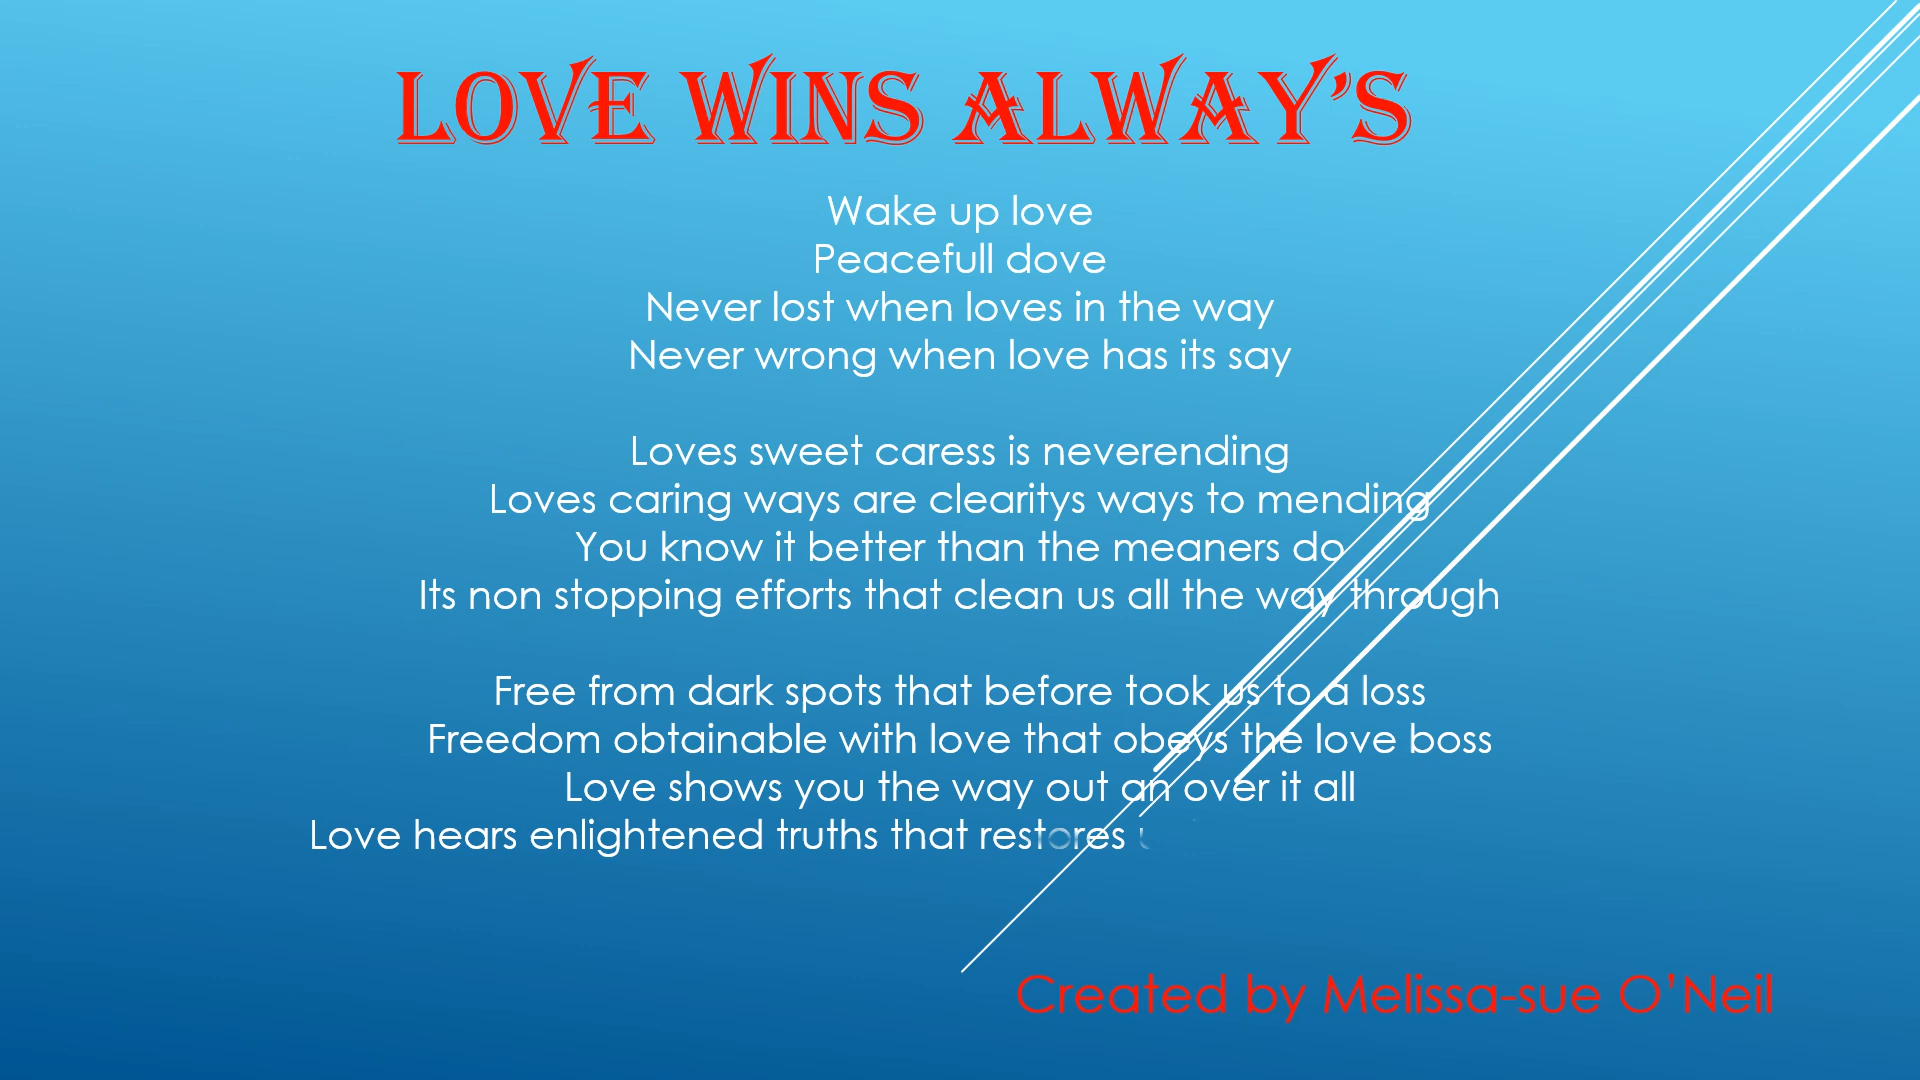 LOVE WINS ALWAY’S
Wake up love
Peacefull dove
Never lost when loves in the way
Never wrong when love has its say
Loves sweet caress is neverending
Loves caring ways are clearitys ways to mending
You know it better than the meaners do
Its non stopping efforts that clean us all the way through
Free from dark spots that before took us to a loss
Freedom obtainable with love that obeys the love boss
Love shows you the way out an over it all
Love hears enlightened truths that restores
Created by Melissa-sue O’Neil